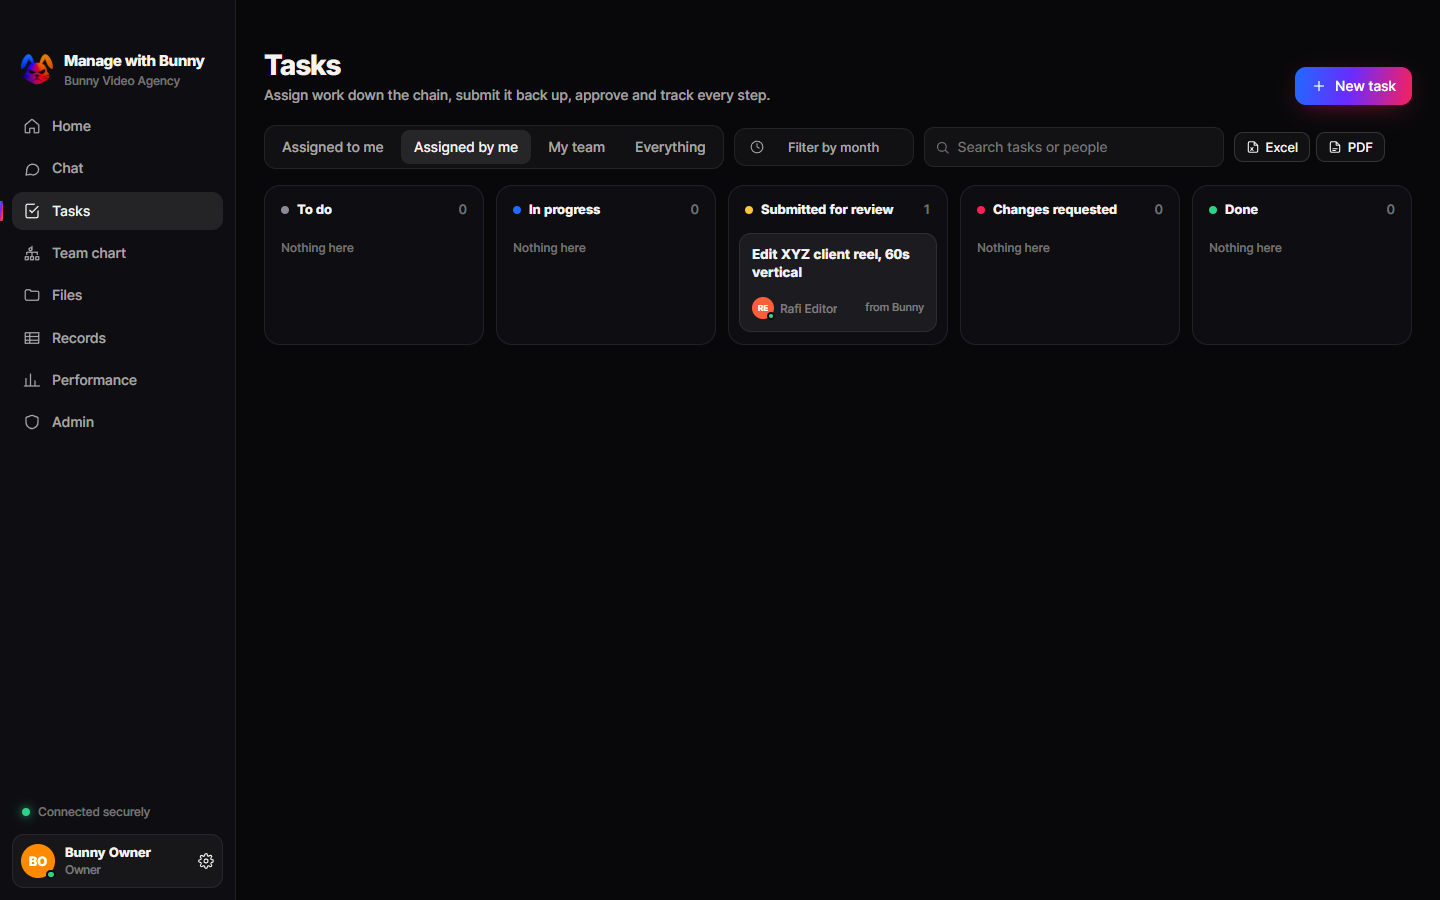 Manage with Bunny
Bunny Video Agency
Home
Chat
Tasks
Team chart
Files
Records
Performance
Admin
Connected securely
BO
Bunny Owner
Owner
Tasks
Assign work down the chain, submit it back up, approve and track every step.
New task
Assigned to me
Assigned by me
My team
Everything
Filter by month
Search tasks or people
Excel
PDF
To do 0
Nothing here
In progress 0
Nothing here
Submitted for review 1
Edit XYZ client reel, 60s
vertical
RE
Rafi Editor
from Bunny
Changes requested 0
Nothing here
Done 0
Nothing here